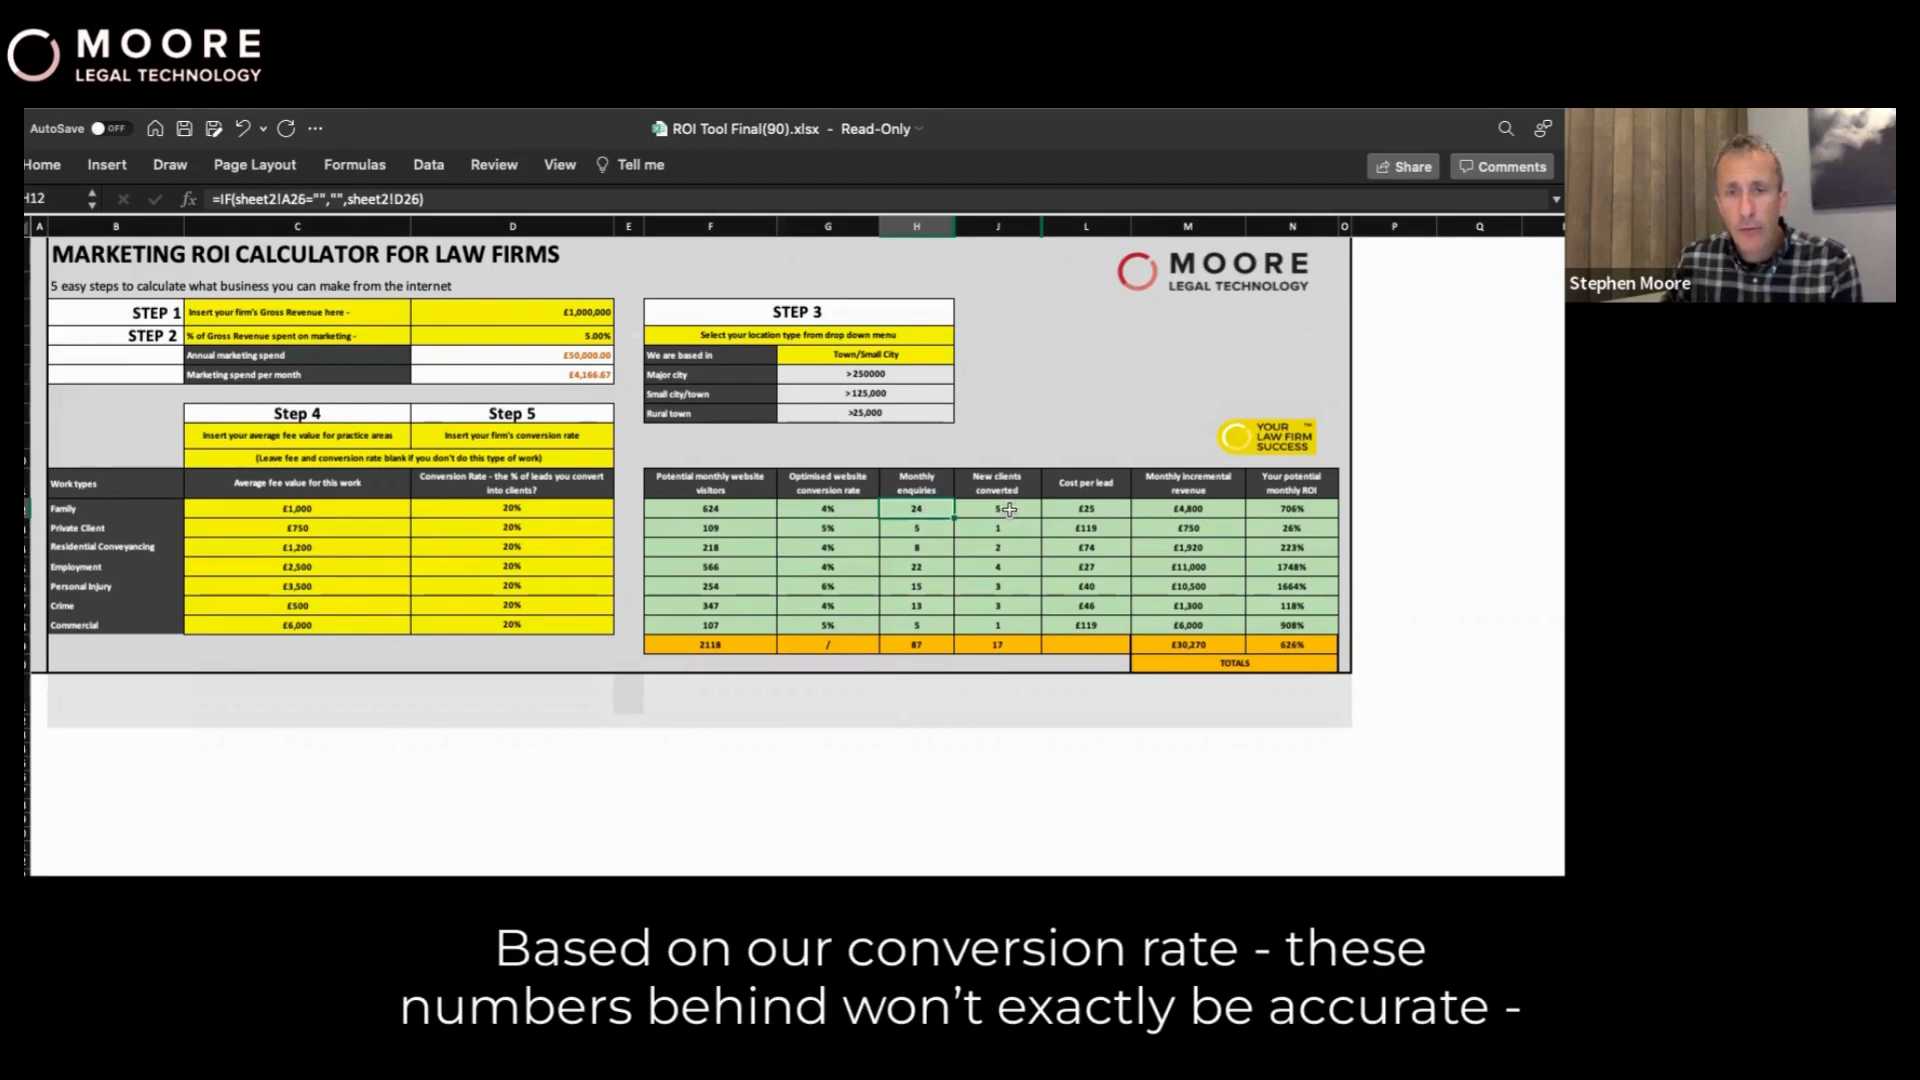 MOORE
LEGAL TECHNOLOGY
AutoSave OFF
ROI Tool Final(90).xlsx - Read-Only
Home Insert Draw Page Layout Formulas Data Review View Tell me
Share Comments
H12 fx =IF(sheet2!A26="","",sheet2!D26)
A B C D E F G H J L M N O P Q
MARKETING ROI CALCULATOR FOR LAW FIRMS
5 easy steps to calculate what business you can make from the internet
STEP 1 Insert your firm's Gross Revenue here - £1,000,000
STEP 2 % of Gross Revenue spent on marketing - 5.00%
Annual marketing spend £50,000.00
Marketing spend per month £4,166.67
STEP 3
Select your location type from drop down menu
We are based in Town/Small City
Major city >250000
Small city/town >125,000
Rural town >25,000
MOORE
LEGAL TECHNOLOGY
YOUR
LAW FIRM
SUCCESS ™
Stephen Moore
Step 4 Step 5
Insert your average fee value for practice areas Insert your firm's conversion rate
(Leave fee and conversion rate blank if you don't do this type of work)
Work types Average fee value for this work Conversion Rate - the % of leads you convert into clients?
Family £1,000 20%
Private Client £750 20%
Residential Conveyancing £1,200 20%
Employment £2,500 20%
Personal Injury £3,500 20%
Crime £500 20%
Commercial £6,000 20%
Potential monthly website visitors Optimised website conversion rate Monthly enquiries New clients converted Cost per lead Monthly incremental revenue Your potential monthly ROI
624 4% 24 5 £25 £4,800 706%
109 5% 5 1 £119 £750 26%
218 4% 8 2 £74 £1,920 223%
566 4% 22 4 £27 £11,000 1748%
254 6% 15 3 £40 £10,500 1664%
347 4% 13 3 £46 £1,300 118%
107 5% 5 1 £119 £6,000 908%
2118 / 87 17 £30,270 626%
TOTALS
Based on our conversion rate - these
numbers behind won't exactly be accurate -